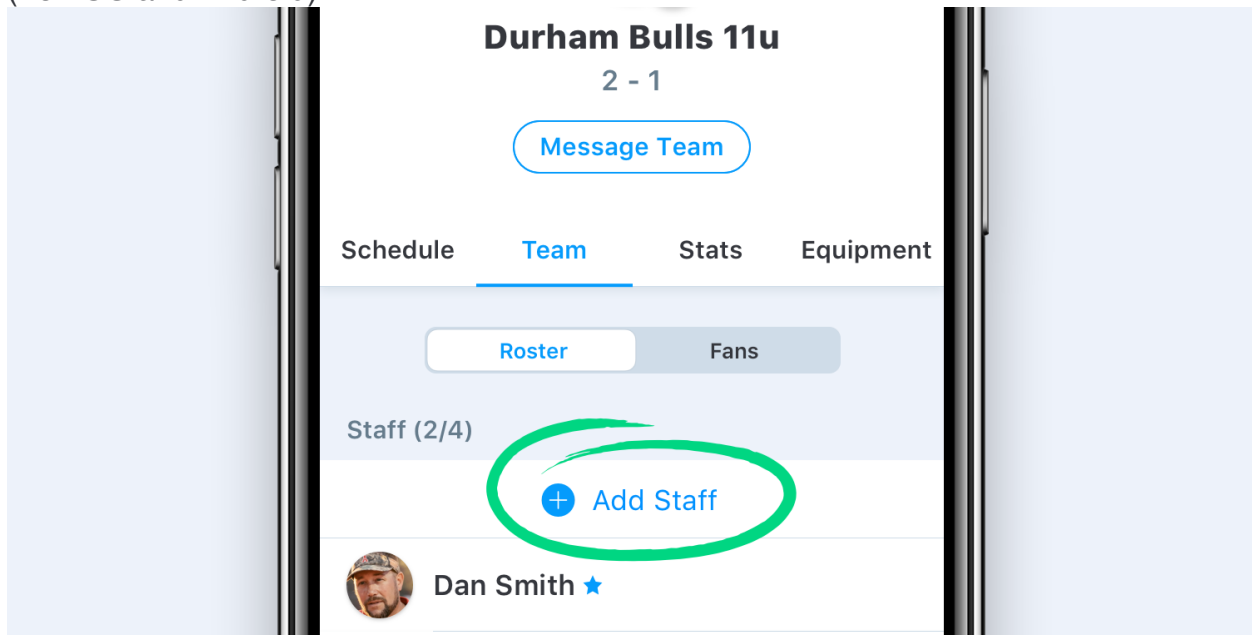 Durham Bulls 11u
2 - 1
Message Team
Schedule Team Stats Equipment
Roster Fans
Staff (2/4)
Add Staff
Dan Smith